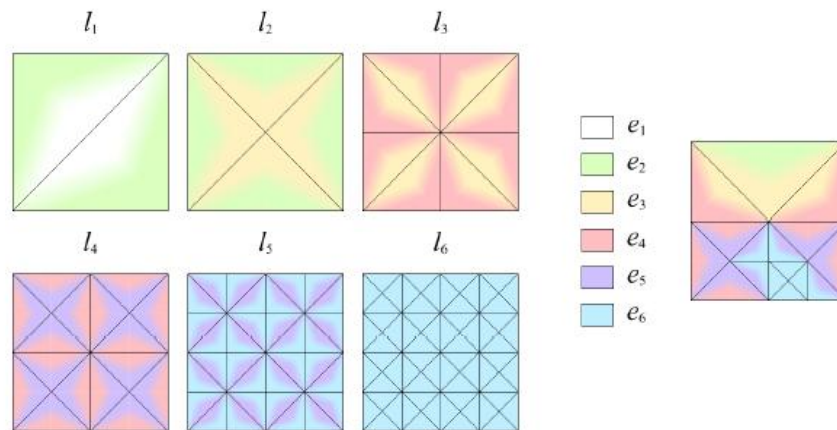 l₁ l₂ l₃
e₁
e₂
e₃
e₄
e₅
e₆
l₄ l₅ l₆